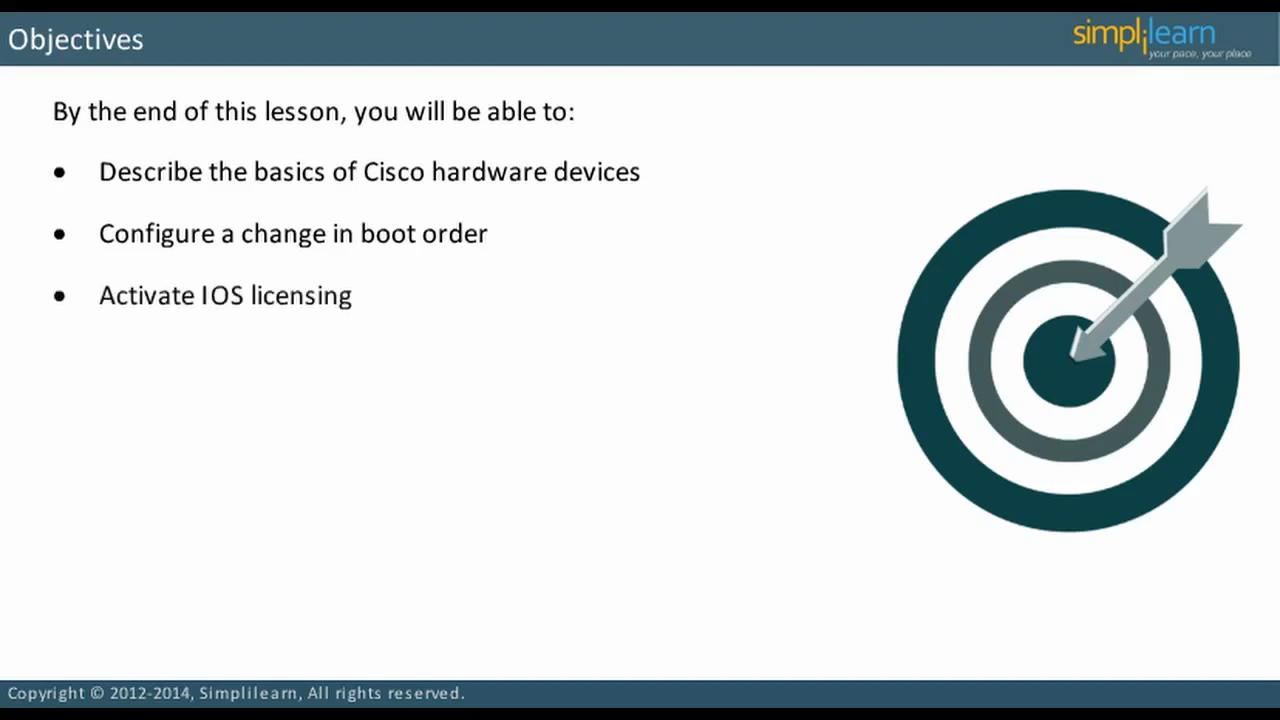 Objectives
simplilearn
your pace, your place
By the end of this lesson, you will be able to:
• Describe the basics of Cisco hardware devices
• Configure a change in boot order
• Activate IOS licensing
Copyright © 2012-2014, Simplilearn, All rights reserved.